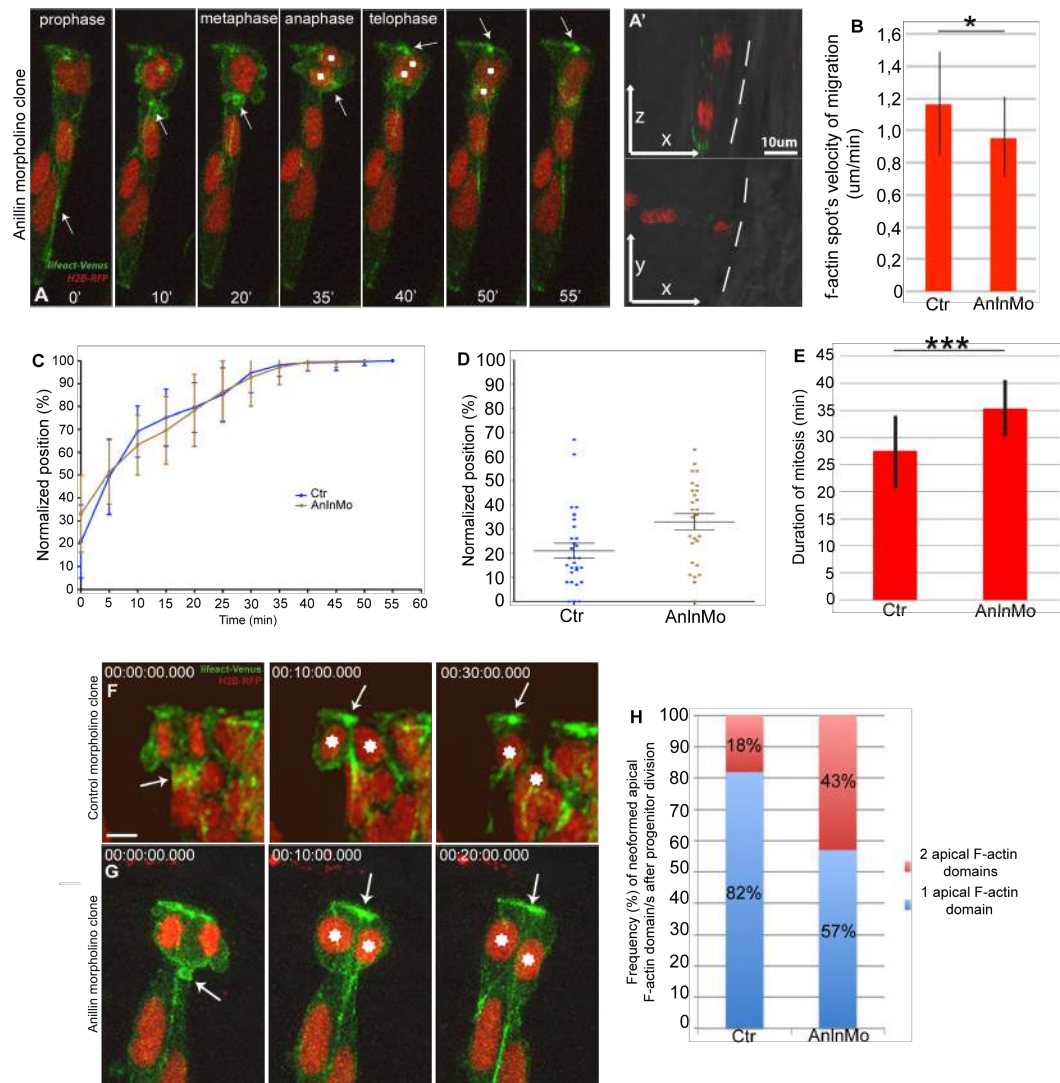 prophase
metaphase
anaphase
telophase
Anillin morpholino clone
lifeact-Venus
H2B-RFP
A
0'
10'
20'
35'
40'
50'
55'
A'
z
x
10um
y
x
B
*
f-actin spot's velocity of migration
(um/min)
1,6
1,4
1,2
1,0
0,8
0,6
0,4
0,2
0
Ctr
AnlnMo
C
Normalized position (%)
100
90
80
70
60
50
40
30
20
10
0
0
5
10
15
20
25
30
35
40
45
50
55
60
Time (min)
Ctr
AnlnMo
D
Normalized position (%)
100
90
80
70
60
50
40
30
20
10
0
Ctr
AnlnMo
E
***
Duration of mitosis (min)
45
40
35
30
25
20
15
10
5
0
Ctr
AnlnMo
Control morpholino clone
00:00:00.000
lifeact-Venus
H2B-RFP
F
00:10:00.000
00:30:00.000
Anillin morpholino clone
00:00:00.000
G
00:10:00.000
00:20:00.000
H
Frequency (%) of neoformed apical
F-actin domain/s after progenitor division
100
90
80
70
60
50
40
30
20
10
0
18%
82%
43%
57%
Ctr
AnlnMo
2 apical F-actin
domains
1 apical F-actin
domain